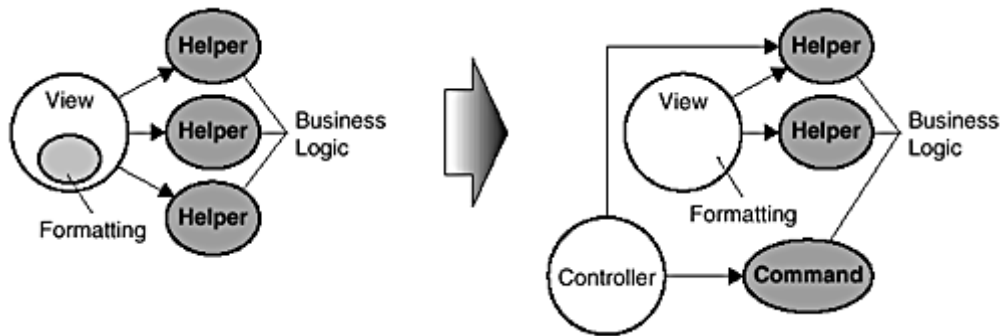 Helper
View
Helper
Business
Logic
Helper
Formatting
Helper
View
Helper
Business
Logic
Formatting
Controller
Command